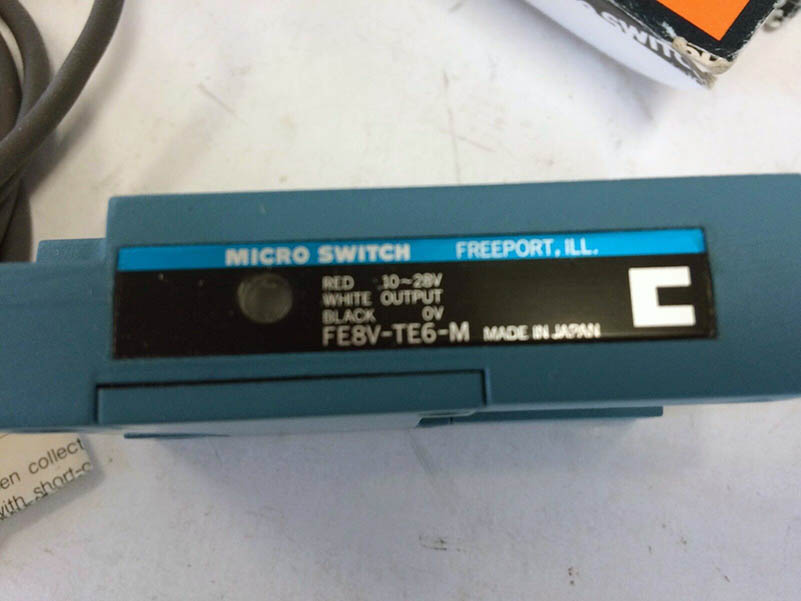 SWITC
MICRO SWITCH FREEPORT, ILL.
RED 10~28V
WHITE OUTPUT
BLACK 0V
FE8V-TE6-M MADE IN JAPAN
en collect
with short-c